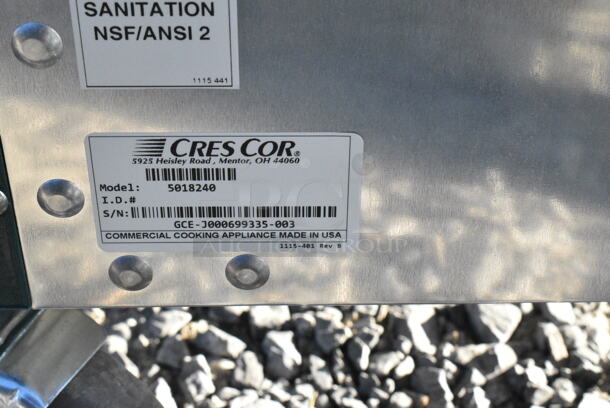 SANITATION
NSF/ANSI 2
1115 441
CRES COR®
5925 Heisley Road, Mentor, OH 44060
Model: 5018240
I.D.#
S/N:
GCE-J000699335-003
COMMERCIAL COOKING APPLIANCE MADE IN USA
1115-401 Rev B